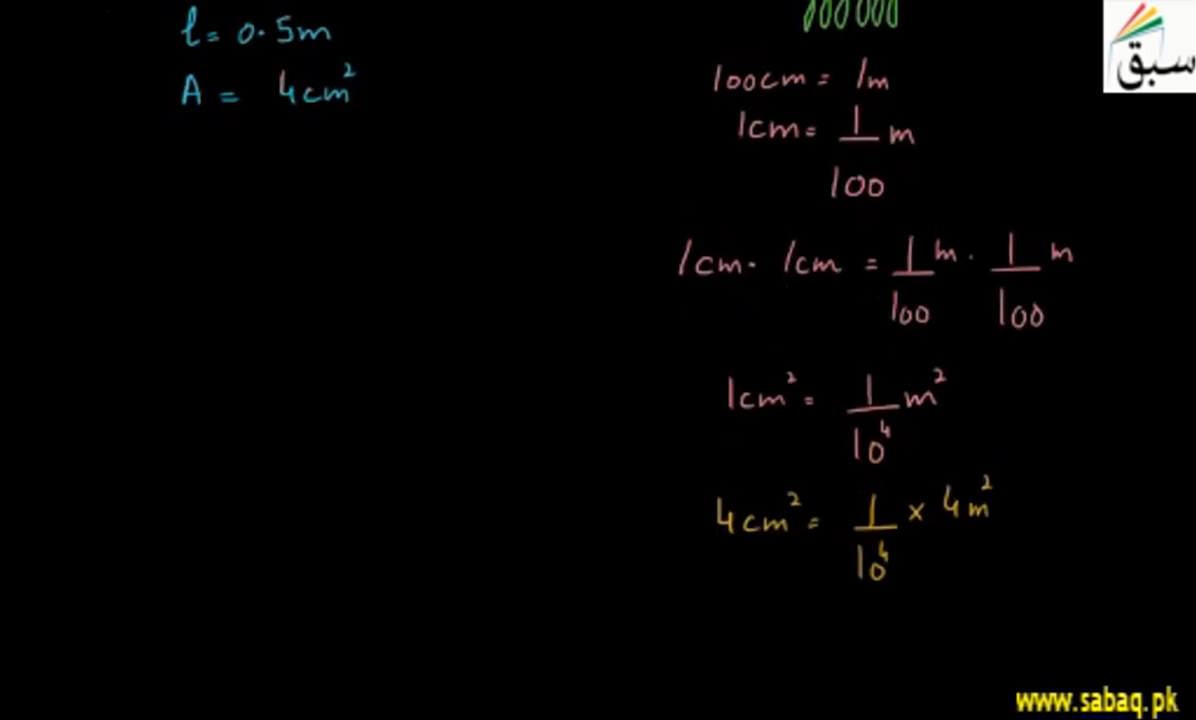 l = 0.5m
A = 4cm²
100cm = 1m
1cm = 1/100 m
1cm · 1cm = 1/100 m · 1/100 m
1cm² = 1/10⁴ m²
4cm² = 1/10⁴ × 4m²
سبق
www.sabaq.pk